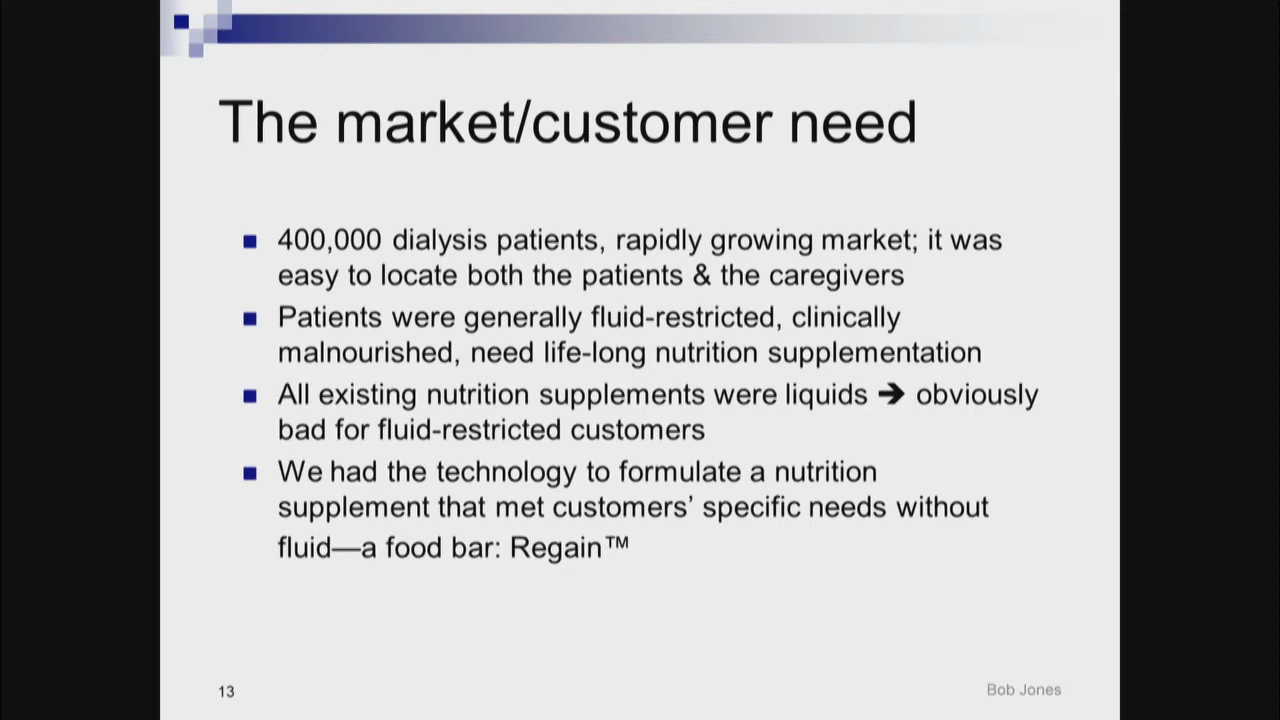 The market/customer need
■ 400,000 dialysis patients, rapidly growing market; it was
easy to locate both the patients & the caregivers
■ Patients were generally fluid-restricted, clinically
malnourished, need life-long nutrition supplementation
■ All existing nutrition supplements were liquids ➔ obviously
bad for fluid-restricted customers
■ We had the technology to formulate a nutrition
supplement that met customers’ specific needs without
fluid—a food bar: Regain™
13
Bob Jones